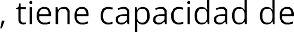 , tiene capacidad de